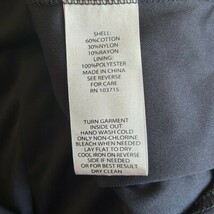 SHELL:
60%COTTON
30%NYLON
10%RAYON
LINING:
100%POLYESTER
MADE IN CHINA
SEE REVERSE
FOR CARE
RN 103715
TURN GARMENT
INSIDE OUT
HAND WASH COLD
ONLY NON-CHLORINE
BLEACH WHEN NEEDED
LAY FLAT TO DRY
COOL IRON ON REVERSE
SIDE IF NEEDED
OR FOR BEST RESULT
DRY CLEAN